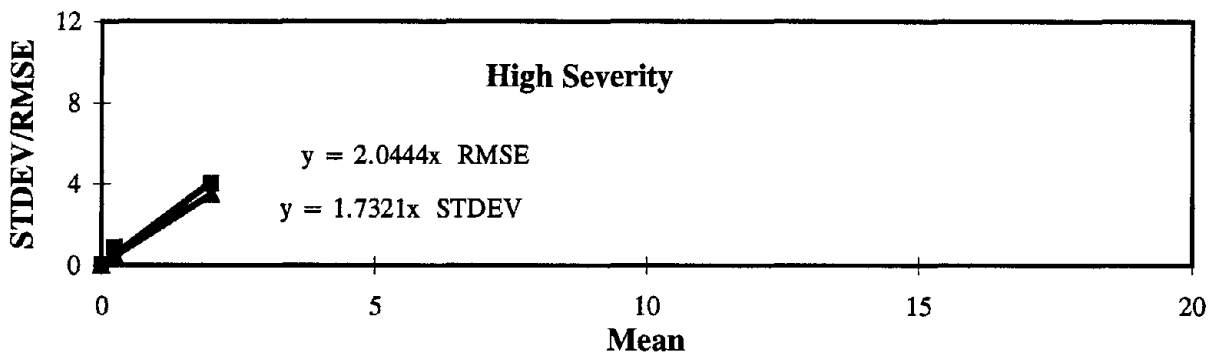 12
High Severity
8
STDEV/RMSE
y = 2.0444x RMSE
4
y = 1.7321x STDEV
0
0 5 10 15 20
Mean